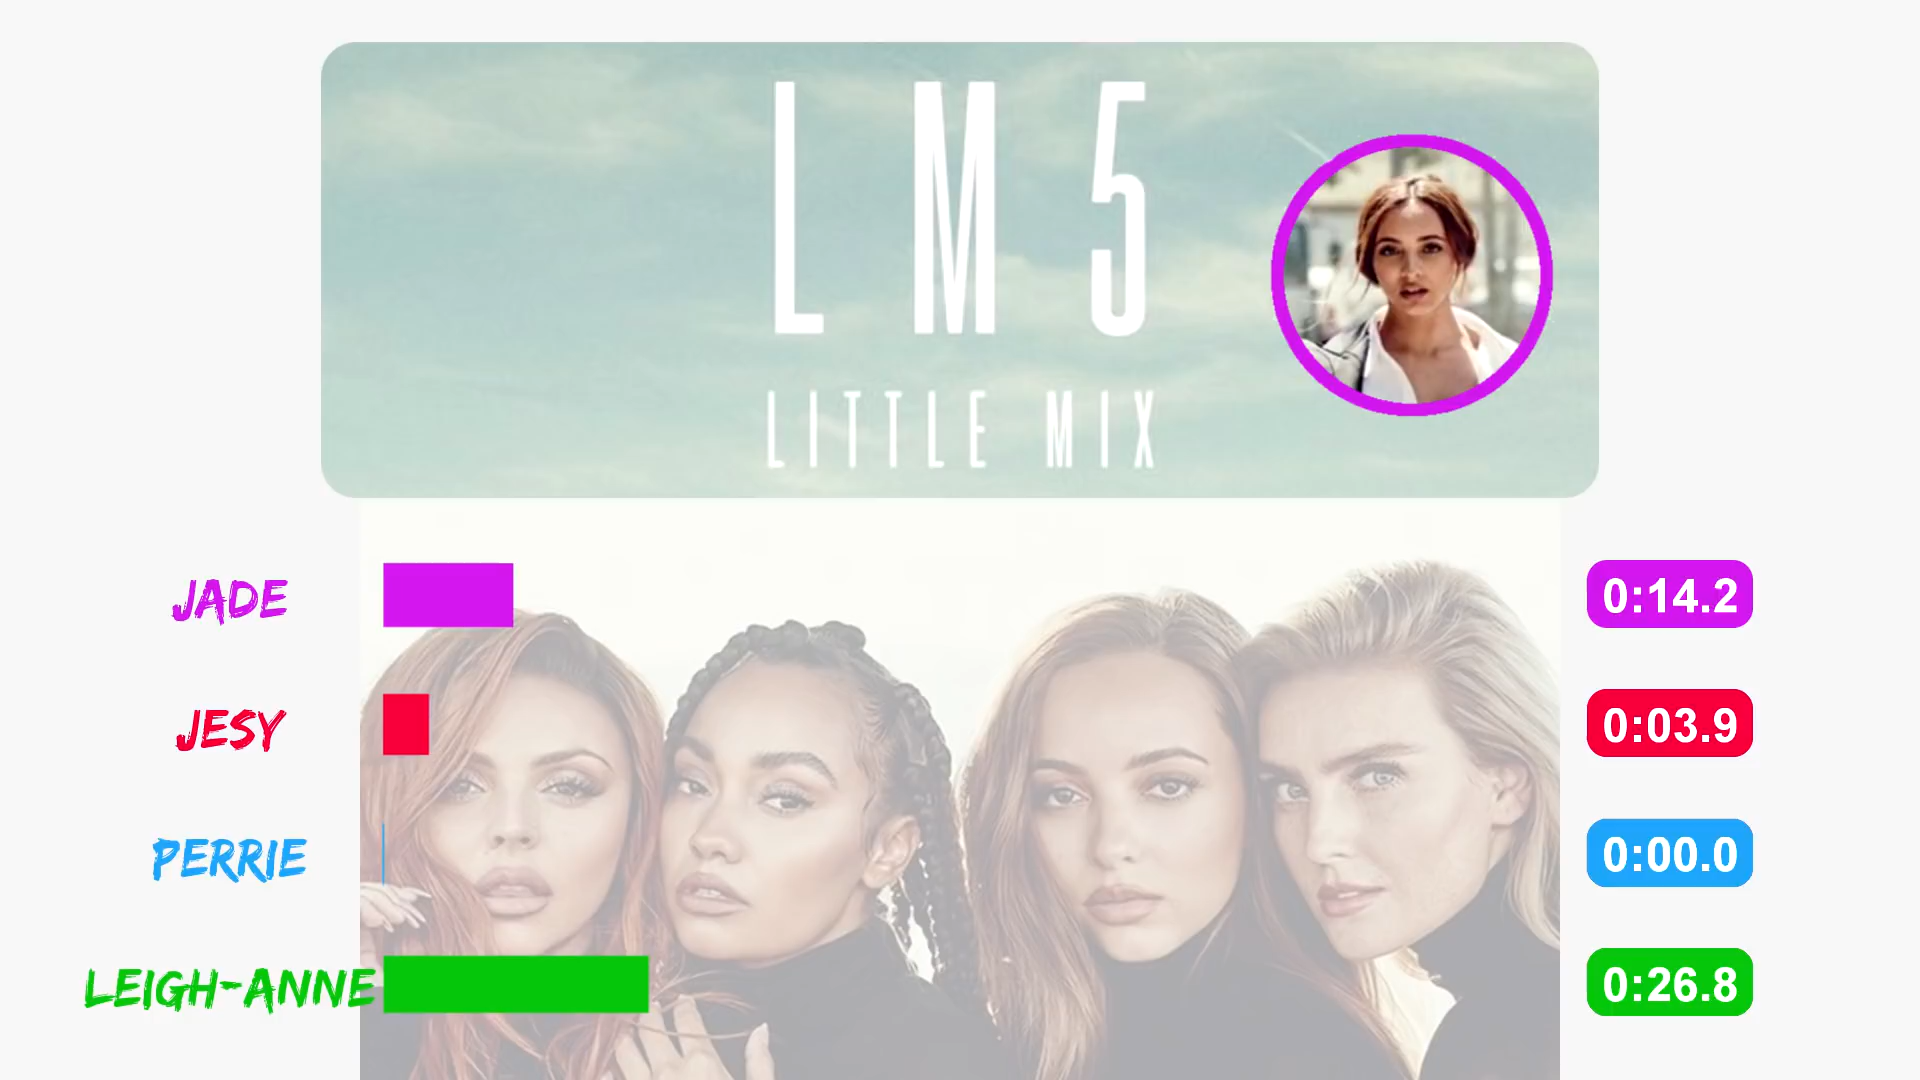 LM5
LITTLE MIX
JADE 0:14.2
JESY 0:03.9
PERRIE 0:00.0
LEIGH-ANNE 0:26.8